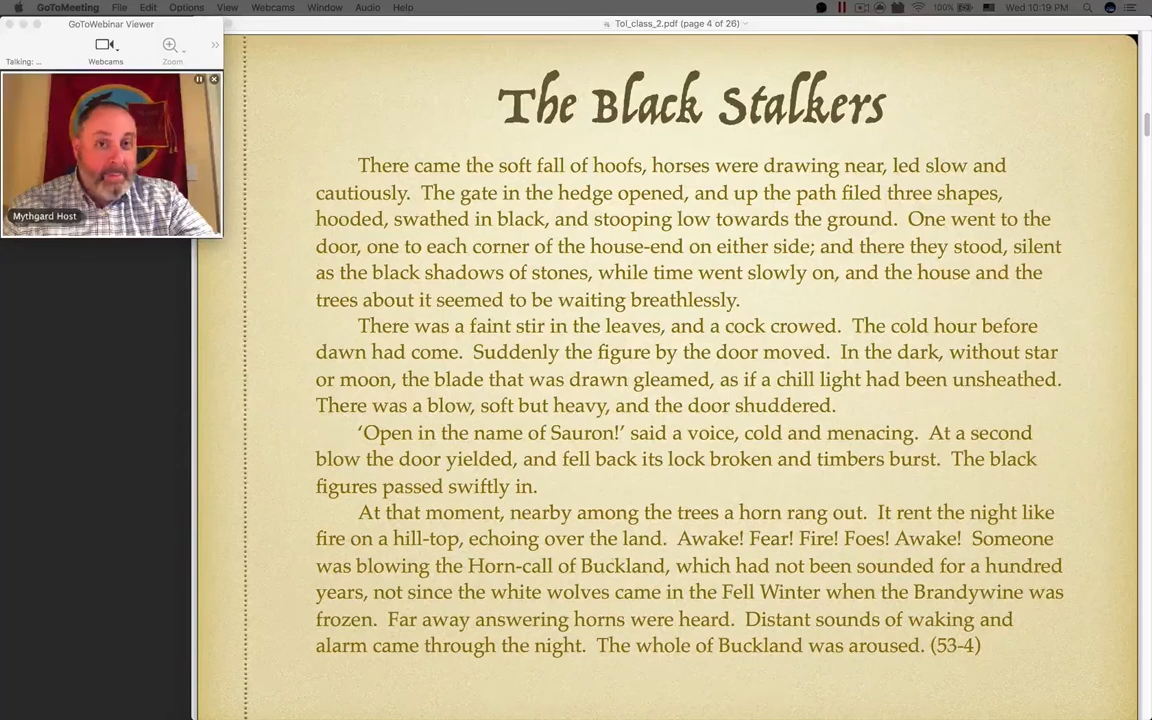 GoToMeeting File Edit Options View Webcams Window Audio Help 100% Wed 10:19 PM
GoToWebinar Viewer
Tol_class_2.pdf (page 4 of 26)
Talking: ... Webcams Zoom
Mythgard Host
The Black Stalkers
There came the soft fall of hoofs, horses were drawing near, led slow and
cautiously. The gate in the hedge opened, and up the path filed three shapes,
hooded, swathed in black, and stooping low towards the ground. One went to the
door, one to each corner of the house-end on either side; and there they stood, silent
as the black shadows of stones, while time went slowly on, and the house and the
trees about it seemed to be waiting breathlessly.
There was a faint stir in the leaves, and a cock crowed. The cold hour before
dawn had come. Suddenly the figure by the door moved. In the dark, without star
or moon, the blade that was drawn gleamed, as if a chill light had been unsheathed.
There was a blow, soft but heavy, and the door shuddered.
‘Open in the name of Sauron!’ said a voice, cold and menacing. At a second
blow the door yielded, and fell back its lock broken and timbers burst. The black
figures passed swiftly in.
At that moment, nearby among the trees a horn rang out. It rent the night like
fire on a hill-top, echoing over the land. Awake! Fear! Fire! Foes! Awake! Someone
was blowing the Horn-call of Buckland, which had not been sounded for a hundred
years, not since the white wolves came in the Fell Winter when the Brandywine was
frozen. Far away answering horns were heard. Distant sounds of waking and
alarm came through the night. The whole of Buckland was aroused. (53-4)